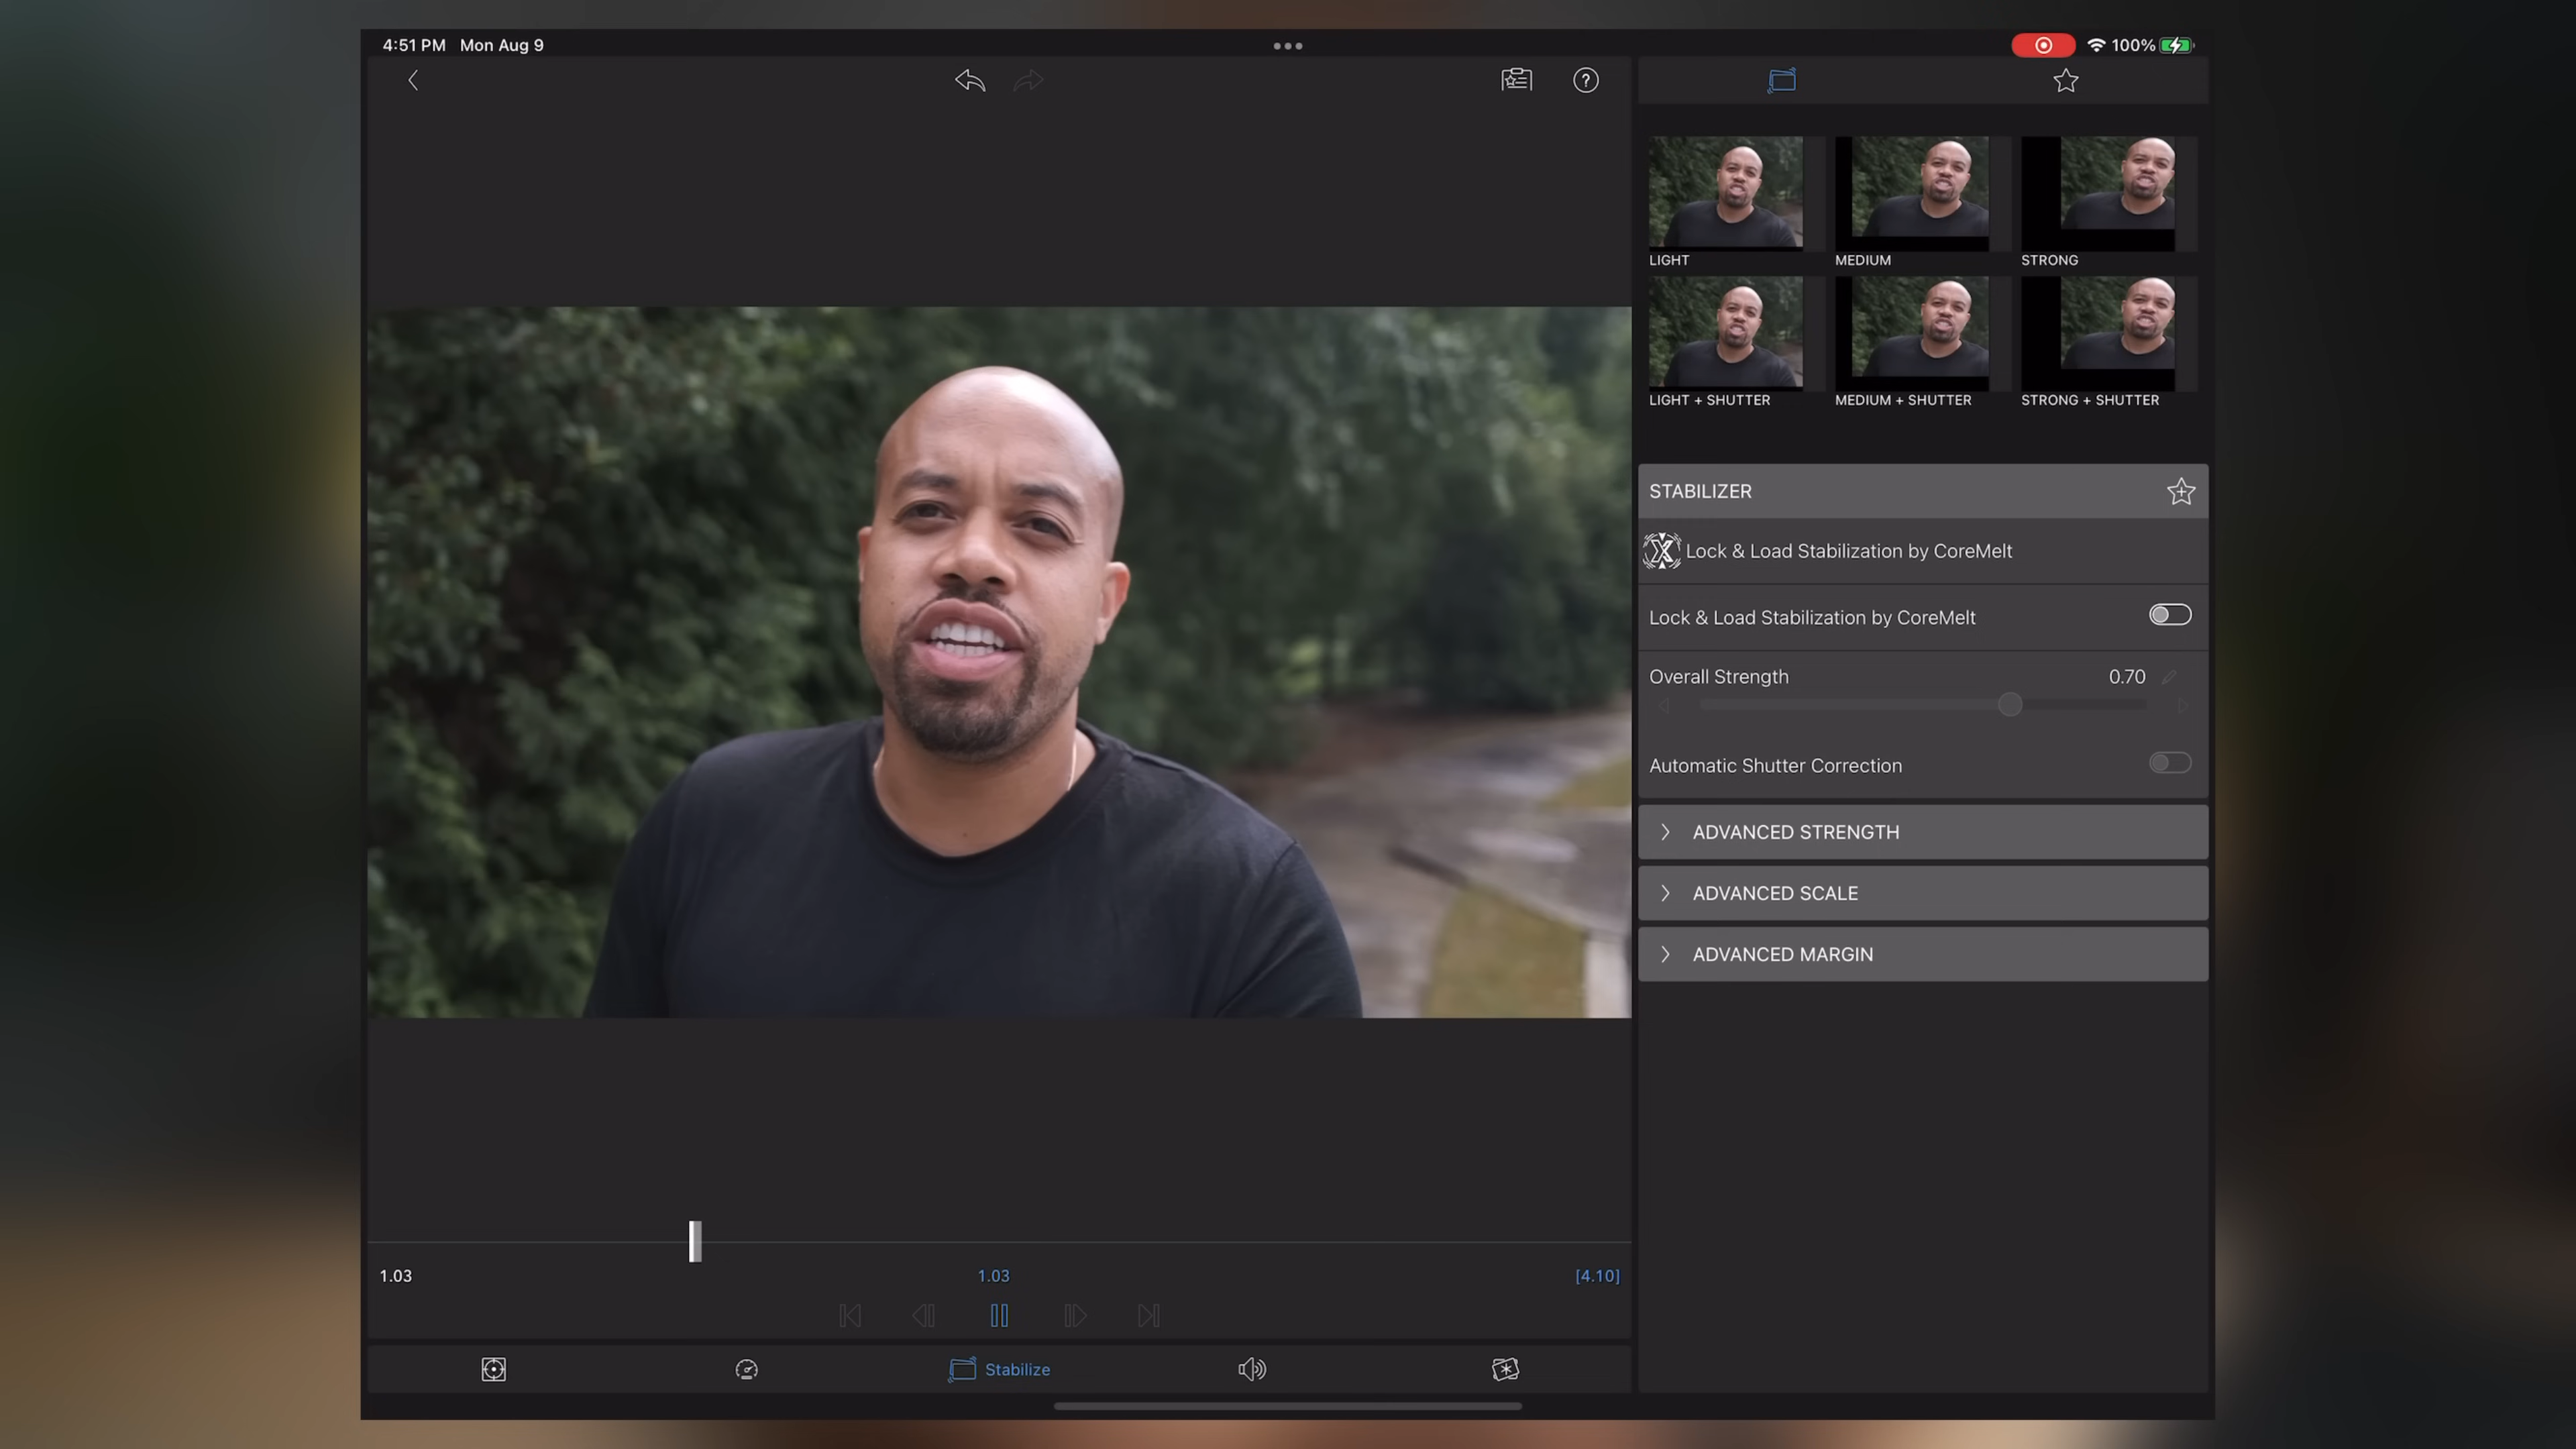 4:51 PM Mon Aug 9
100%
LIGHT
MEDIUM
STRONG
LIGHT + SHUTTER
MEDIUM + SHUTTER
STRONG + SHUTTER
STABILIZER
Lock & Load Stabilization by CoreMelt
Lock & Load Stabilization by CoreMelt
Overall Strength 0.70
Automatic Shutter Correction
ADVANCED STRENGTH
ADVANCED SCALE
ADVANCED MARGIN
1.03
1.03
[4.10]
Stabilize